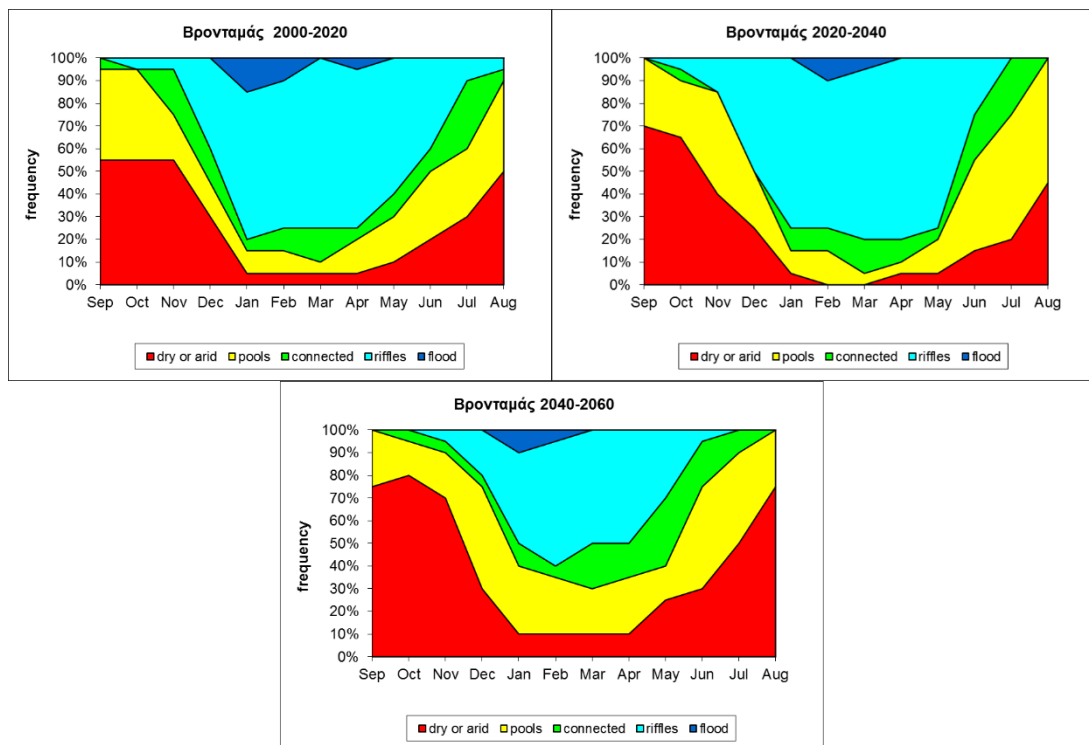 Βρονταμάς 2000-2020
frequency
100%
90%
80%
70%
60%
50%
40%
30%
20%
10%
0%
Sep Oct Nov Dec Jan Feb Mar Apr May Jun Jul Aug
dry or arid pools connected riffles flood
Βρονταμάς 2020-2040
frequency
100%
90%
80%
70%
60%
50%
40%
30%
20%
10%
0%
Sep Oct Nov Dec Jan Feb Mar Apr May Jun Jul Aug
dry or arid pools connected riffles flood
Βρονταμάς 2040-2060
frequency
100%
90%
80%
70%
60%
50%
40%
30%
20%
10%
0%
Sep Oct Nov Dec Jan Feb Mar Apr May Jun Jul Aug
dry or arid pools connected riffles flood